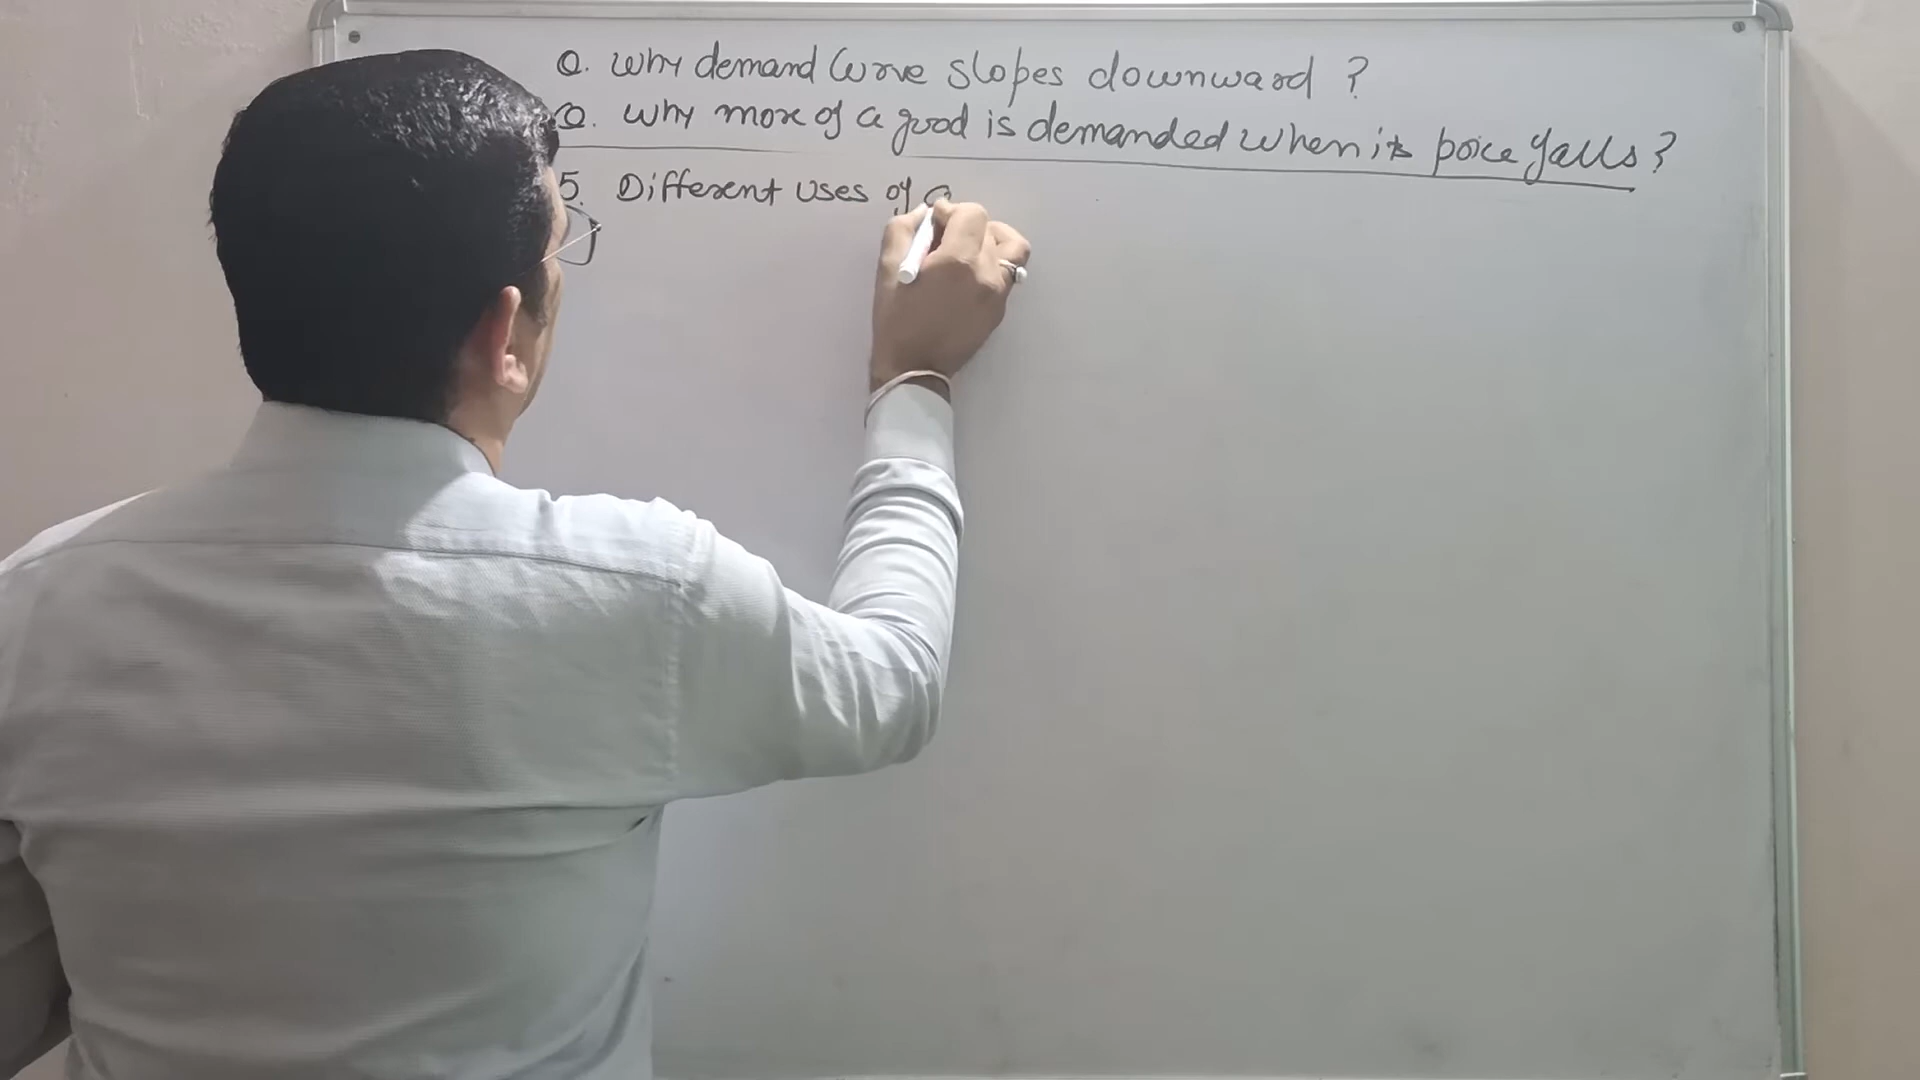 Q. Why demand Curve slopes downward ?
Q. Why more of a good is demanded when its price falls ?
5. Different uses of a